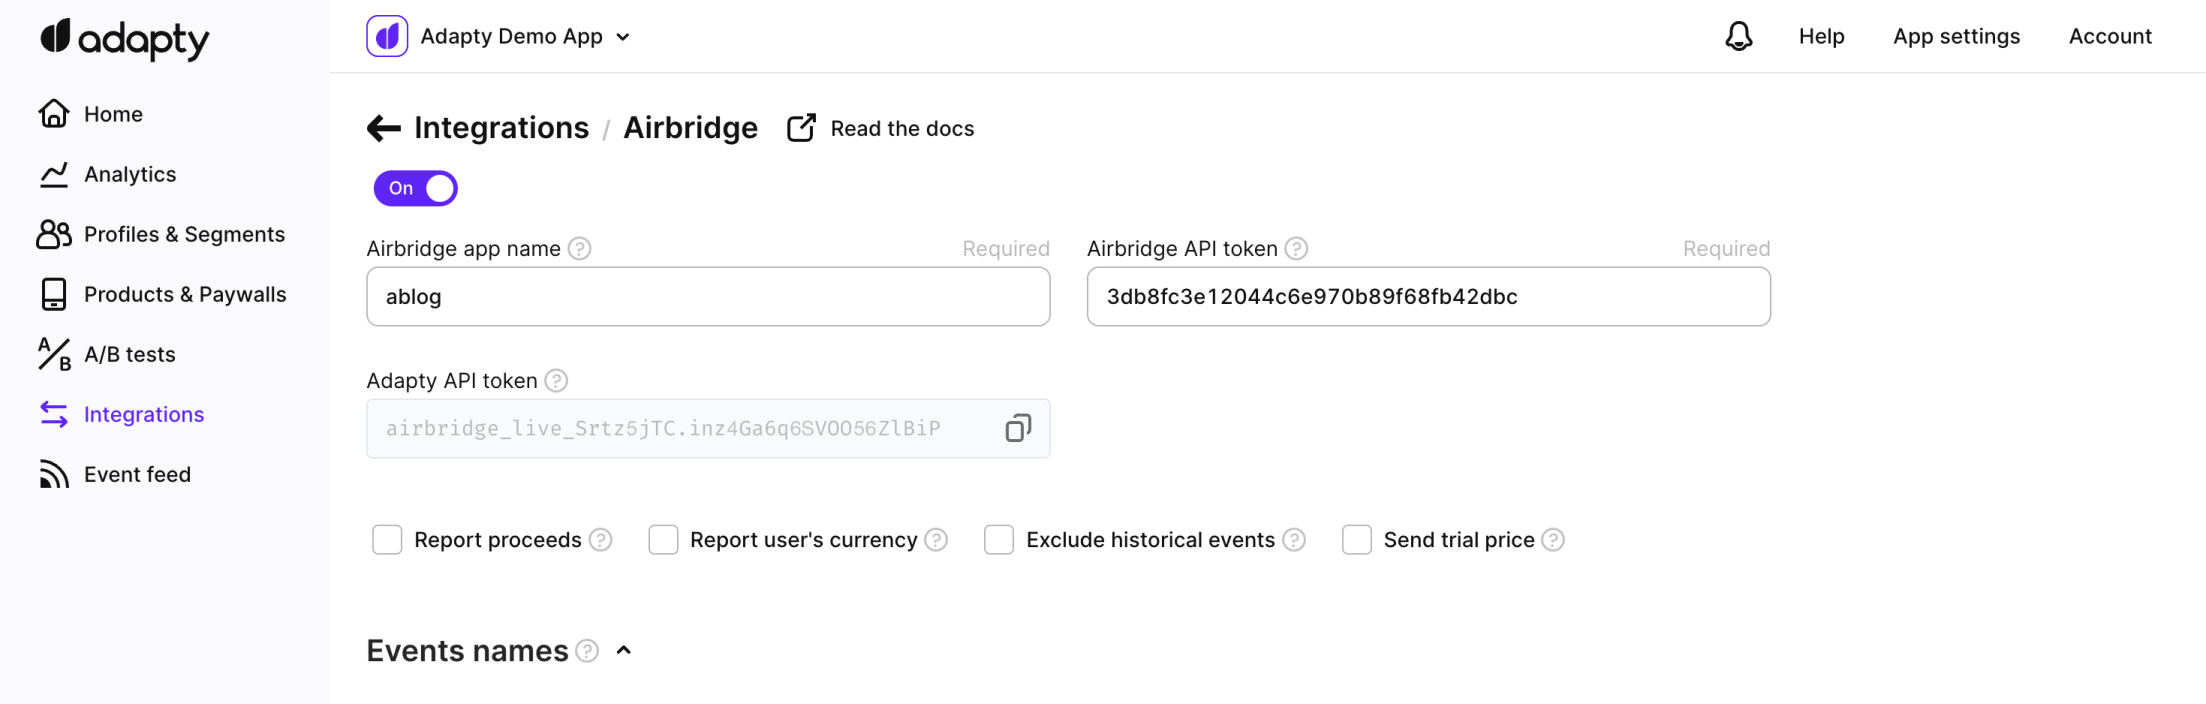 adapty
Adapty Demo App
Help
App settings
Account
Home
Analytics
Profiles & Segments
Products & Paywalls
A/B tests
Integrations
Event feed
Integrations / Airbridge
Read the docs
On
Airbridge app name ? Required
ablog
Airbridge API token ? Required
3db8fc3e12044c6e970b89f68fb42dbc
Adapty API token ?
airbridge_live_Srtz5jTC.inz4Ga6q6SVOO56ZlBiP
Report proceeds ?
Report user's currency ?
Exclude historical events ?
Send trial price ?
Events names ?